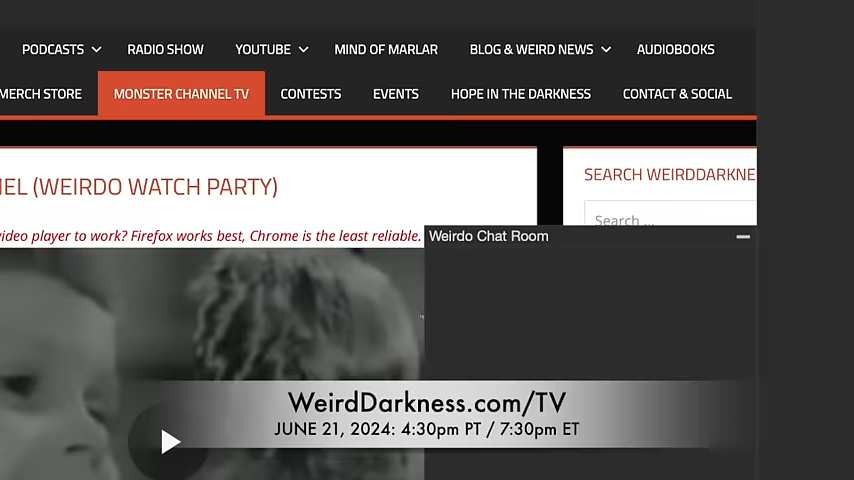 PODCASTS RADIO SHOW YOUTUBE MIND OF MARLAR BLOG & WEIRD NEWS AUDIOBOOKS
MERCH STORE MONSTER CHANNEL TV CONTESTS EVENTS HOPE IN THE DARKNESS CONTACT & SOCIAL
NEL (WEIRDO WATCH PARTY)
SEARCH WEIRDDARKNE
Search ...
video player to work? Firefox works best, Chrome is the least reliable.
Weirdo Chat Room
WeirdDarkness.com/TV
JUNE 21, 2024: 4:30pm PT / 7:30pm ET